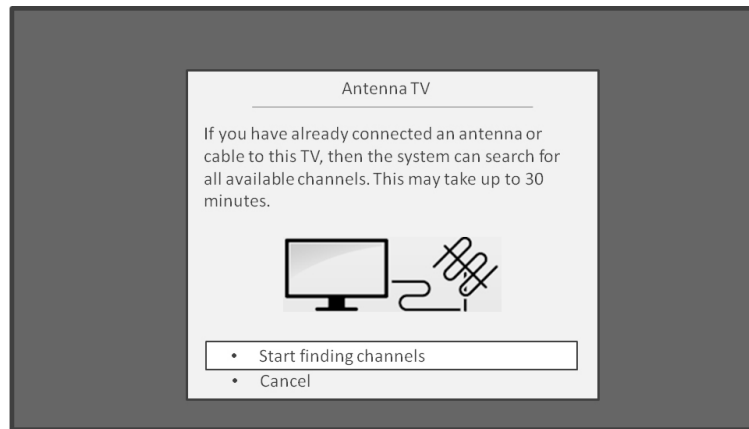 Antenna TV
If you have already connected an antenna or
cable to this TV, then the system can search for
all available channels. This may take up to 30
minutes.
• Start finding channels
• Cancel